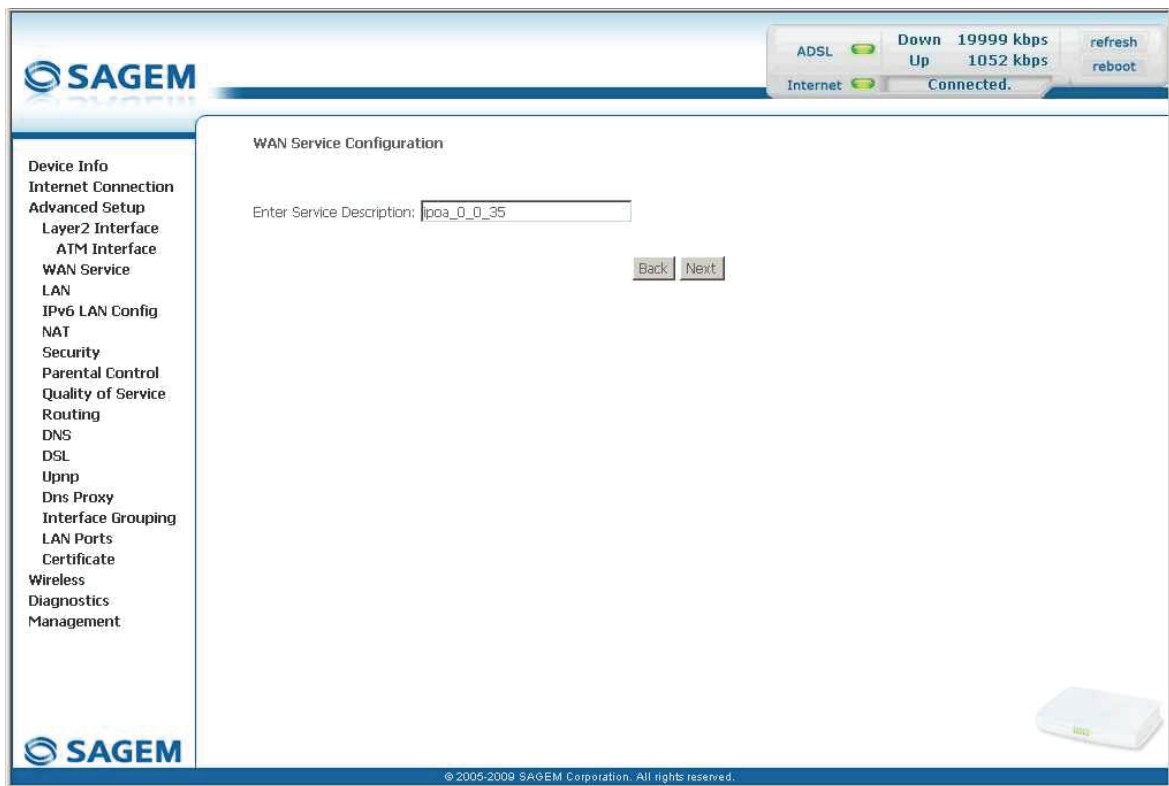 SAGEM
ADSL
Down 19999 kbps
Up 1052 kbps
Internet
Connected.
refresh
reboot
Device Info
Internet Connection
Advanced Setup
Layer2 Interface
ATM Interface
WAN Service
LAN
IPv6 LAN Config
NAT
Security
Parental Control
Quality of Service
Routing
DNS
DSL
Upnp
Dns Proxy
Interface Grouping
LAN Ports
Certificate
Wireless
Diagnostics
Management
WAN Service Configuration
Enter Service Description: ipoa_0_0_35
Back Next
SAGEM
© 2005-2009 SAGEM Corporation. All rights reserved.